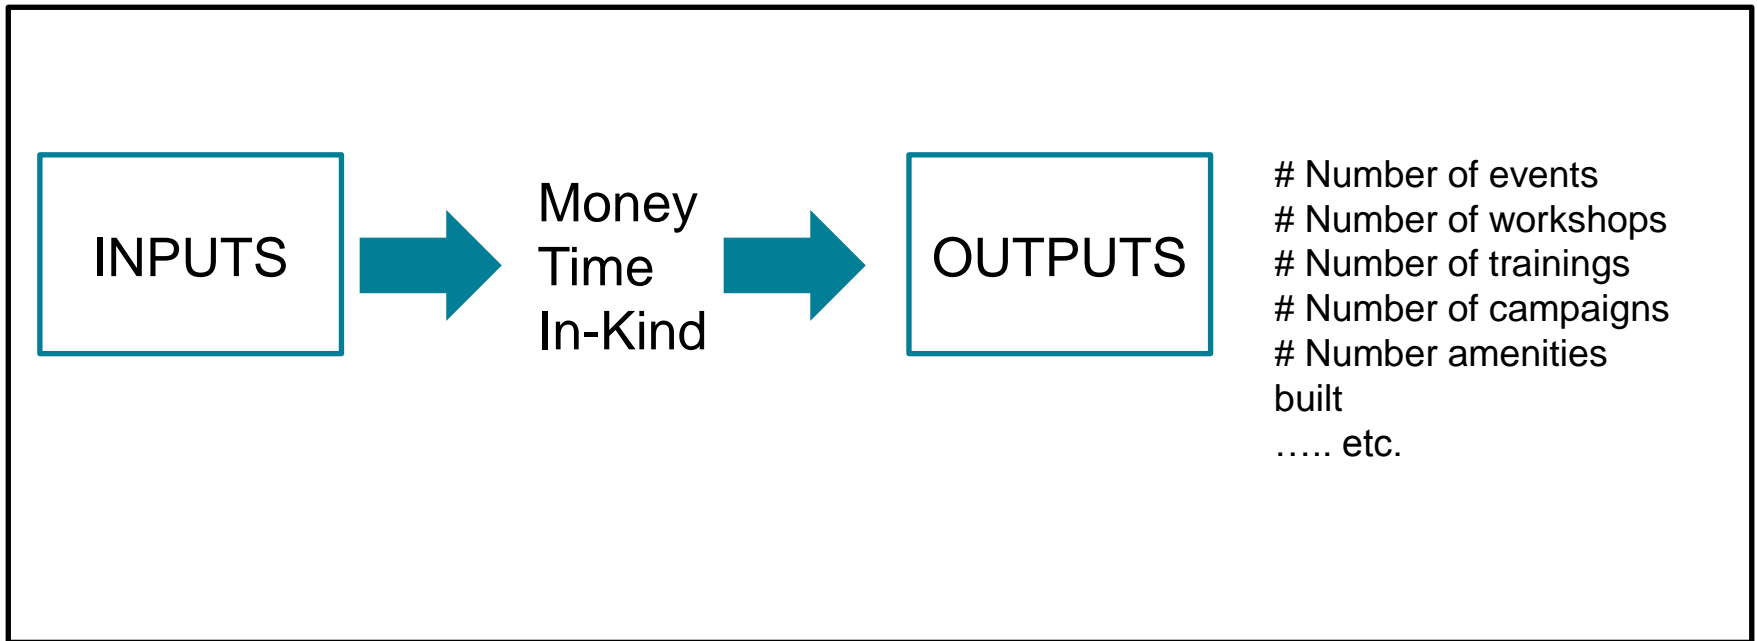 INPUTS
Money
Time
In-Kind
OUTPUTS
# Number of events
# Number of workshops
# Number of trainings
# Number of campaigns
# Number amenities
built
..... etc.